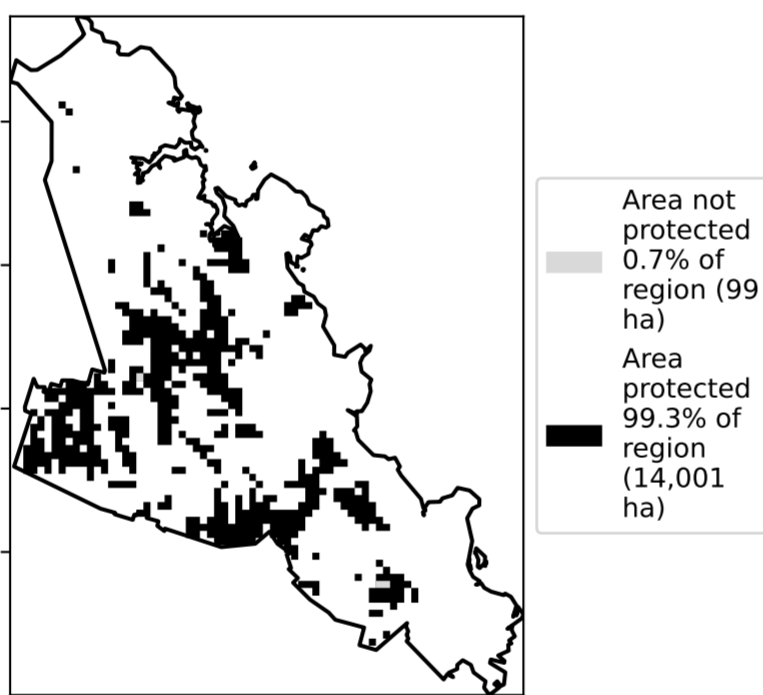 Area not
protected
0.7% of
region (99
ha)
Area
protected
99.3% of
region
(14,001
ha)